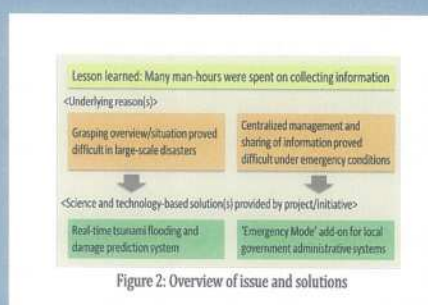 Lesson learned: Many man-hours were spent on collecting information
<Underlying reason(s)>
Grasping overview/situation proved
difficult in large-scale disasters
Centralized management and
sharing of information proved
difficult under emergency conditions
<Science and technology-based solution(s) provided by project/initiative>
Real-time tsunami flooding and
damage prediction system
'Emergency Mode' add-on for local
government administrative systems
Figure 2: Overview of issue and solutions